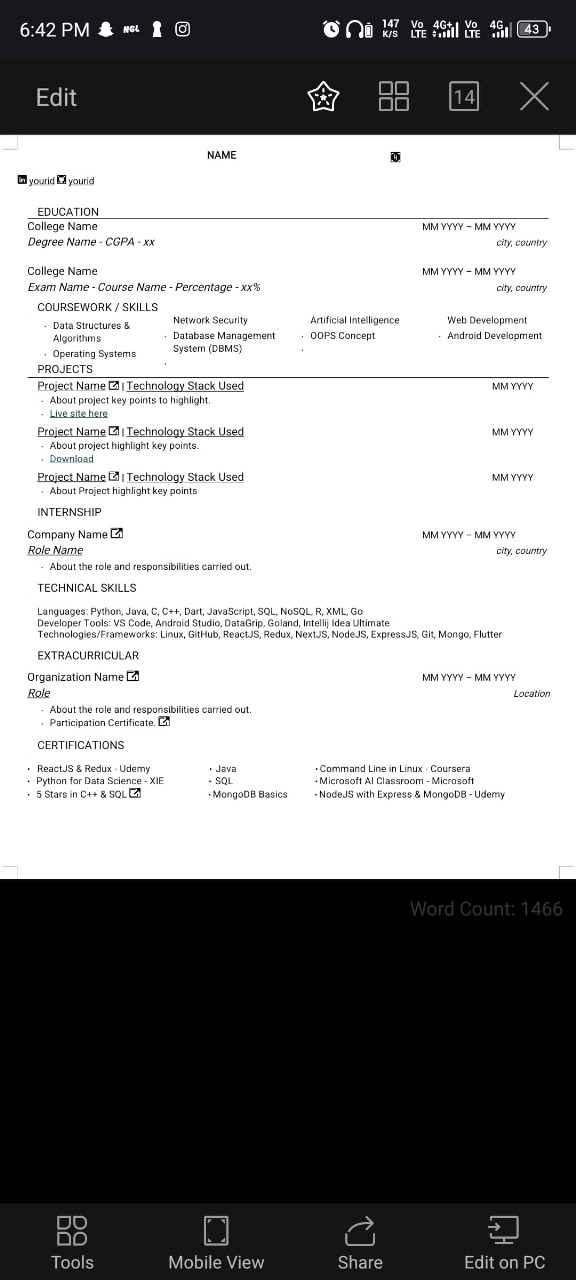 6:42 PM NGL 147 K/S Vo LTE 4G+ Vo LTE 4G 43
Edit 14
NAME
in yourid yourid
EDUCATION
College Name MM YYYY – MM YYYY
Degree Name - CGPA - xx city, country
College Name MM YYYY – MM YYYY
Exam Name - Course Name - Percentage - xx% city, country
COURSEWORK / SKILLS
Network Security Artificial Intelligence Web Development
· Data Structures & Algorithms · Database Management System (DBMS) · OOPS Concept · Android Development
· Operating Systems
PROJECTS
Project Name | Technology Stack Used MM YYYY
· About project key points to highlight.
· Live site here
Project Name | Technology Stack Used MM YYYY
· About project highlight key points.
· Download
Project Name | Technology Stack Used MM YYYY
· About Project highlight key points
INTERNSHIP
Company Name MM YYYY – MM YYYY
Role Name city, country
· About the role and responsibilities carried out.
TECHNICAL SKILLS
Languages: Python, Java, C, C++, Dart, JavaScript, SQL, NoSQL, R, XML, Go
Developer Tools: VS Code, Android Studio, DataGrip, Goland, Intellij Idea Ultimate
Technologies/Frameworks: Linux, GitHub, ReactJS, Redux, NextJS, NodeJS, ExpressJS, Git, Mongo, Flutter
EXTRACURRICULAR
Organization Name MM YYYY – MM YYYY
Role Location
· About the role and responsibilities carried out.
· Participation Certificate.
CERTIFICATIONS
· ReactJS & Redux - Udemy · Java · Command Line in Linux - Coursera
· Python for Data Science - XIE · SQL · Microsoft AI Classroom - Microsoft
· 5 Stars in C++ & SQL · MongoDB Basics · NodeJS with Express & MongoDB - Udemy
Word Count: 1466
Tools Mobile View Share Edit on PC